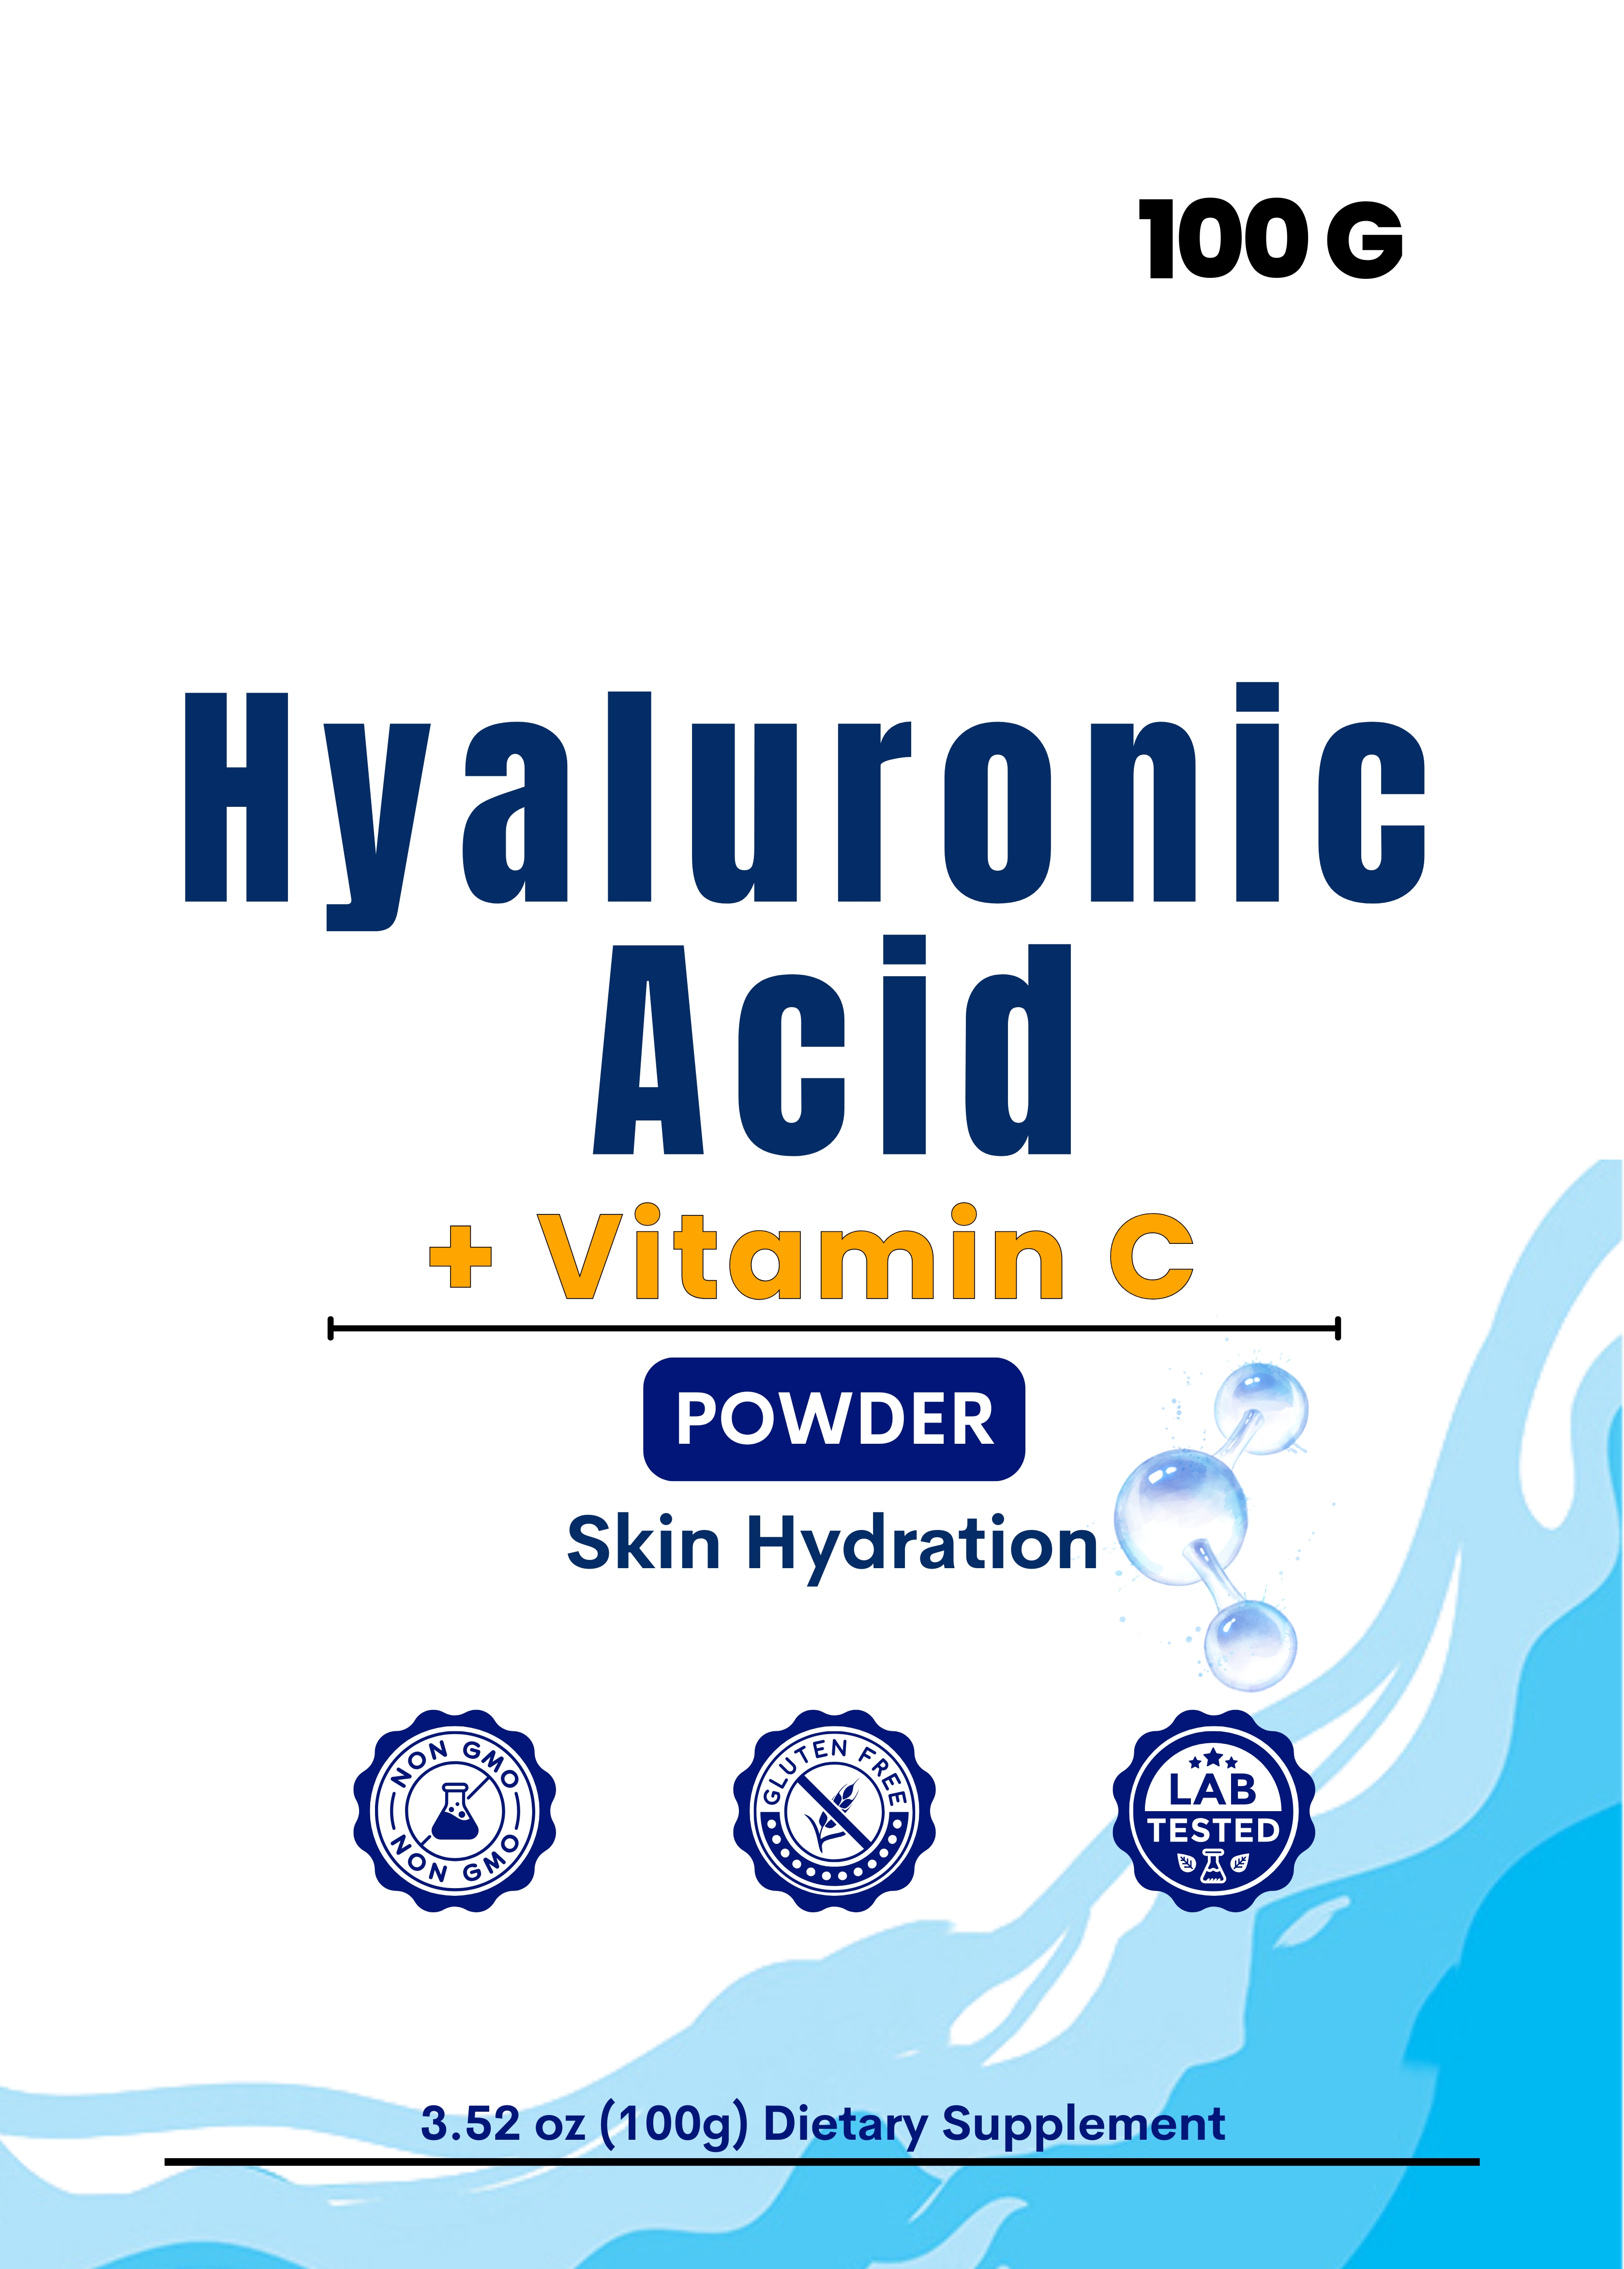 100 G
Hyaluronic
Acid
+ Vitamin C
POWDER
Skin Hydration
NON GMO
NON GMO
GLUTEN FREE
LAB
TESTED
3.52 oz (100g) Dietary Supplement